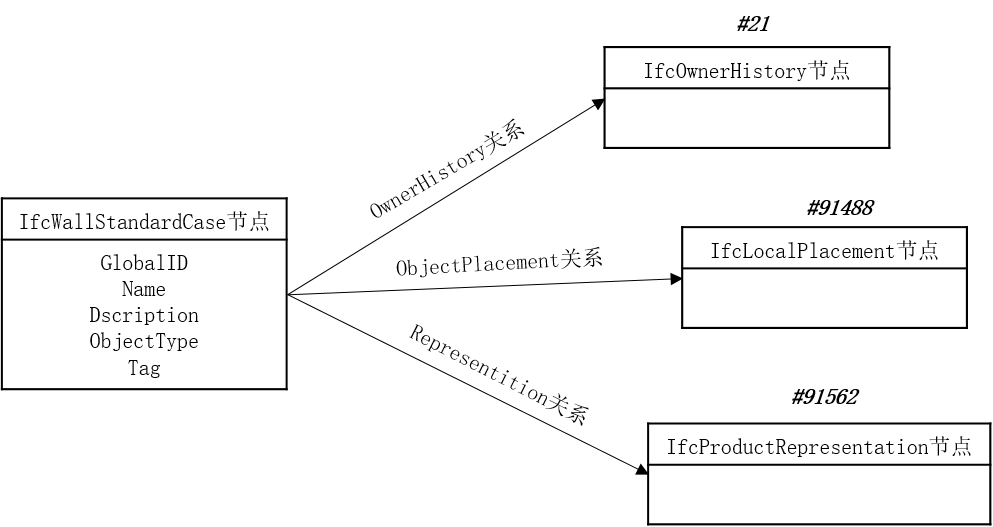 #21
IfcOwnerHistory节点
OwnerHistory关系
IfcWallStandardCase节点
GlobalID
Name
Dscription
ObjectType
Tag
#91488
IfcLocalPlacement节点
ObjectPlacement关系
Representition关系
#91562
IfcProductRepresentation节点